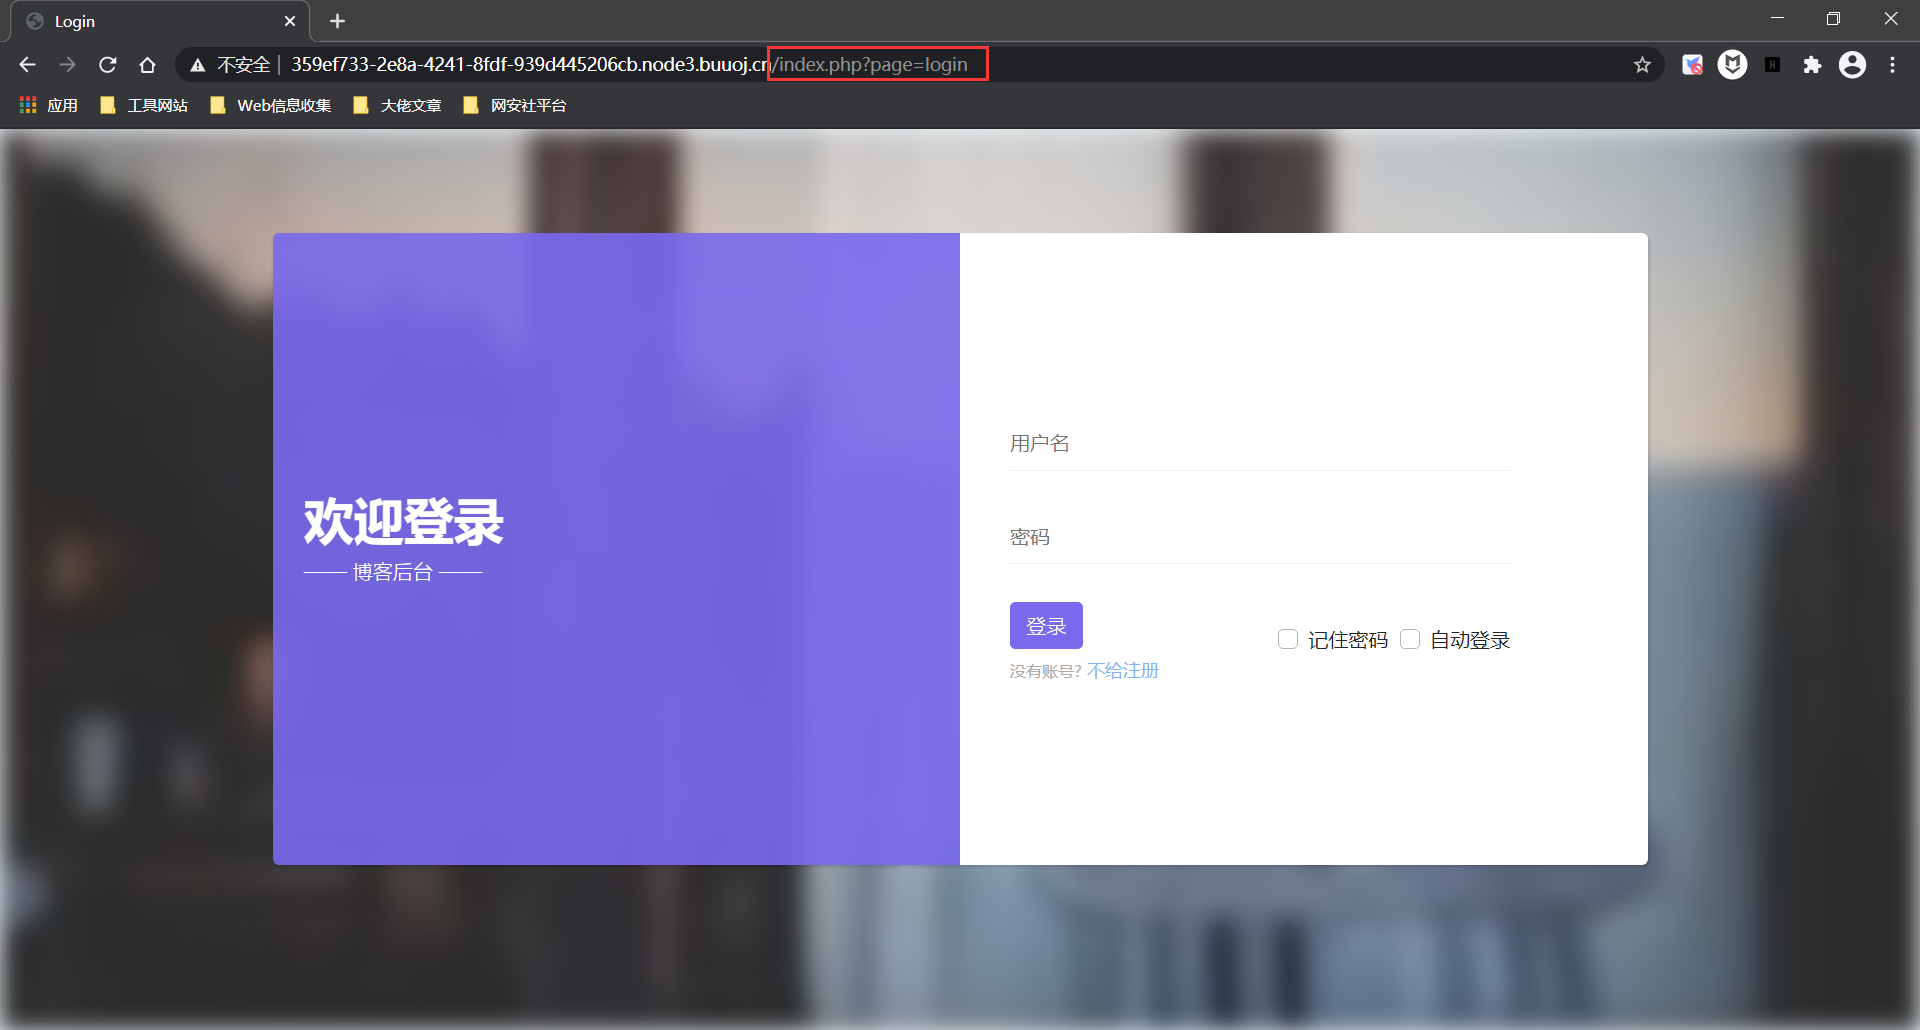 Login
不安全 | 359ef733-2e8a-4241-8fdf-939d445206cb.node3.buuoj.cn/index.php?page=login
应用 工具网站 Web信息收集 大佬文章 网安社平台
欢迎登录
—— 博客后台 ——
用户名
密码
登录
记住密码 自动登录
没有账号? 不给注册